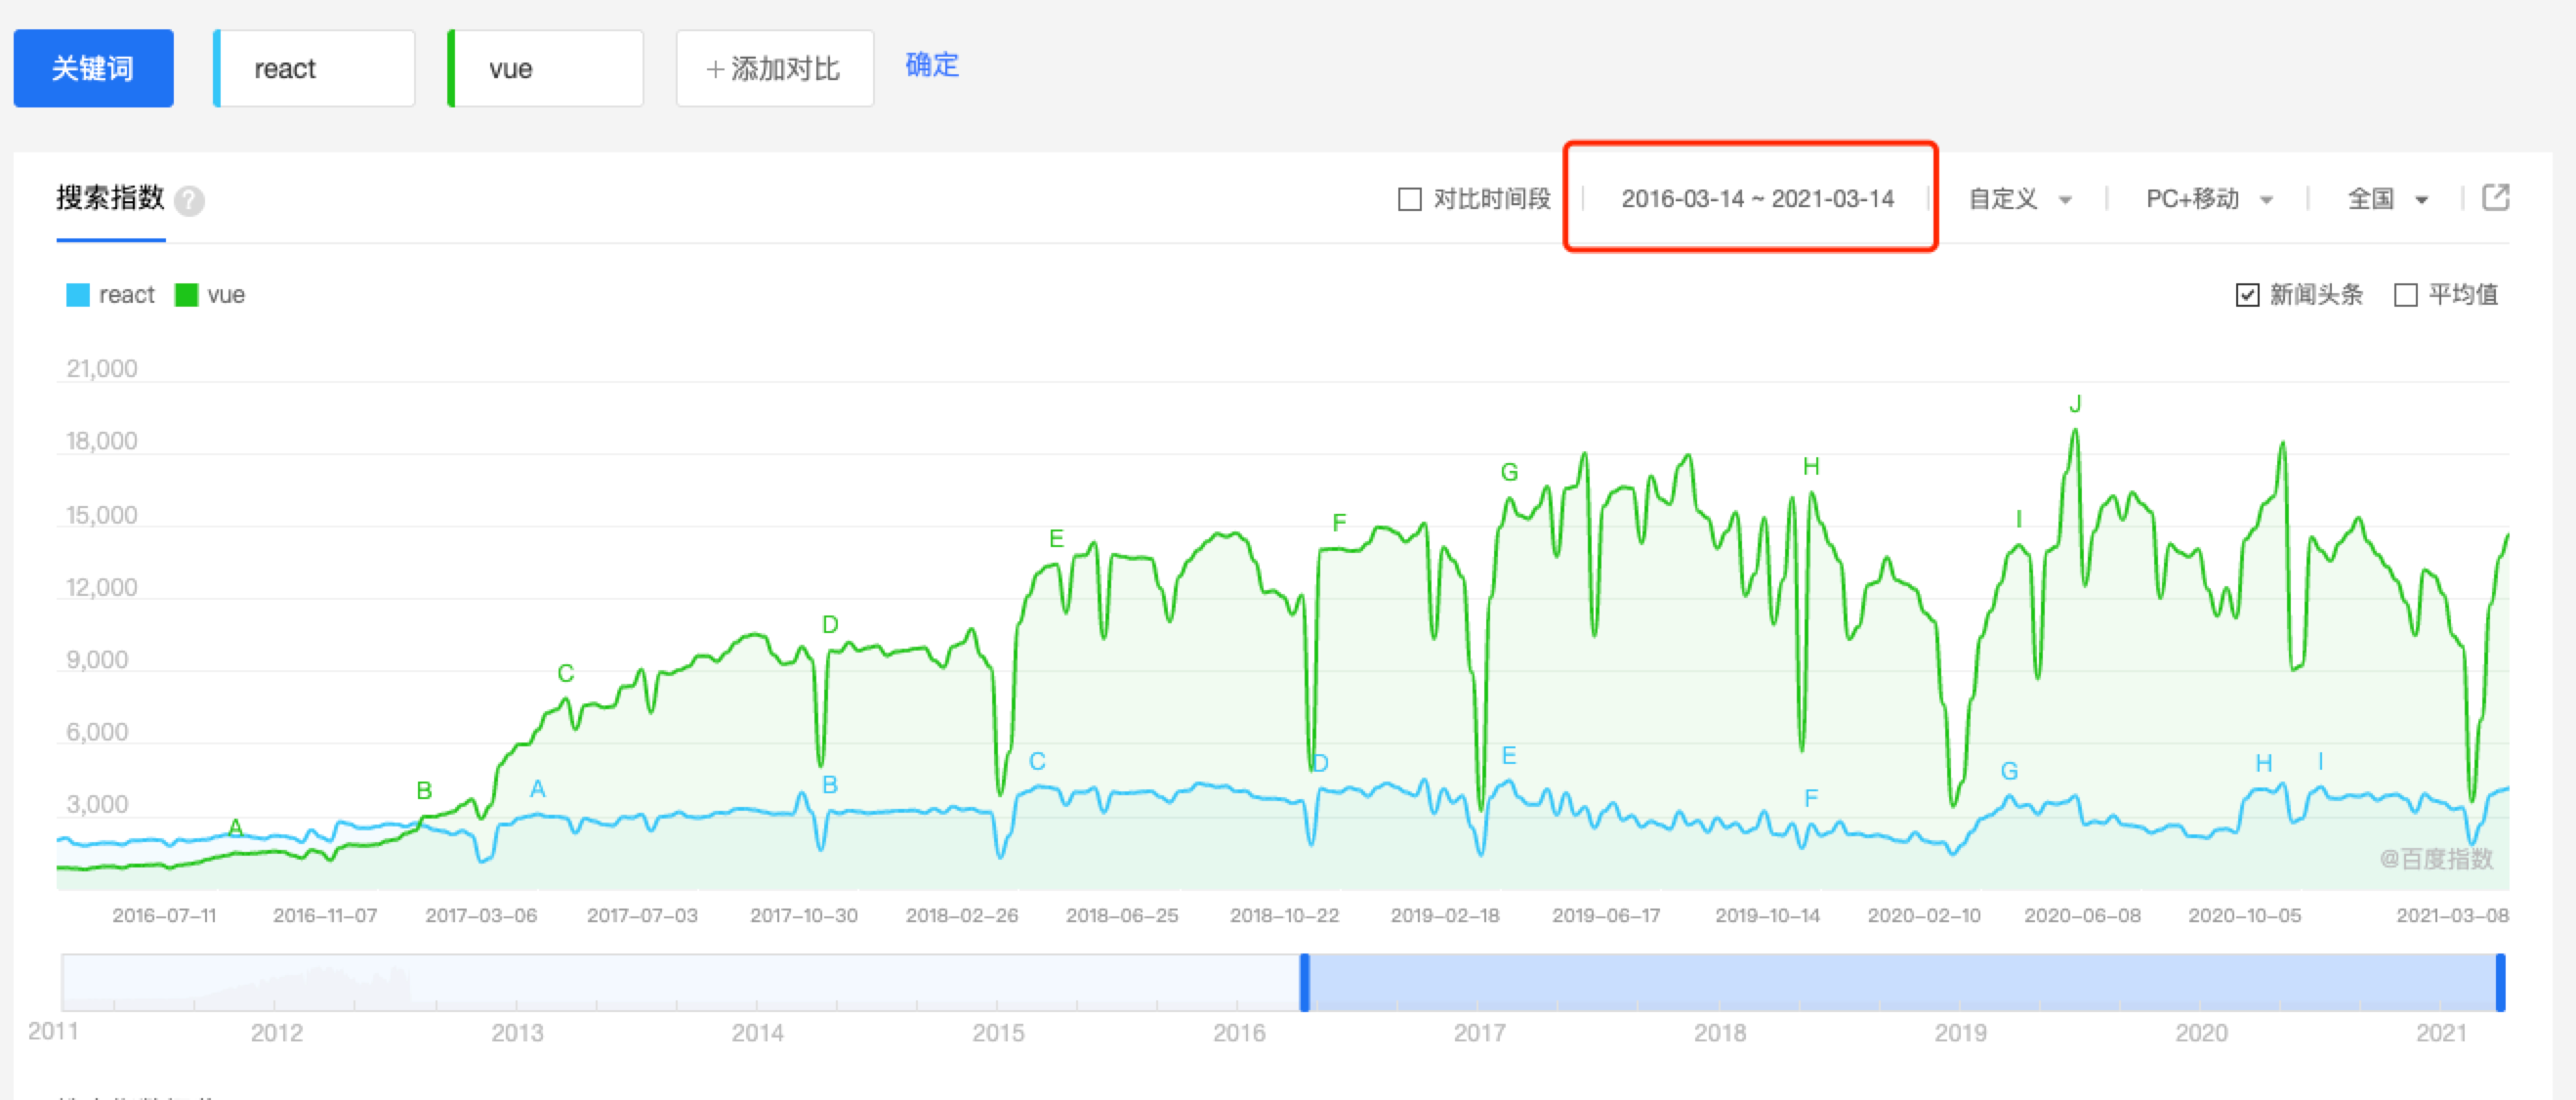 关键词 react vue +添加对比 确定
搜索指数 ? 对比时间段 2016-03-14 ~ 2021-03-14 自定义 PC+移动 全国
react vue 新闻头条 平均值
21,000
J
18,000
G H
15,000
E F I
12,000
D
9,000
C
6,000
C D E G H I
A B B F
3,000
A
@百度指数
2016-07-11 2016-11-07 2017-03-06 2017-07-03 2017-10-30 2018-02-26 2018-06-25 2018-10-22 2019-02-18 2019-06-17 2019-10-14 2020-02-10 2020-06-08 2020-10-05 2021-03-08
2011 2012 2013 2014 2015 2016 2017 2018 2019 2020 2021